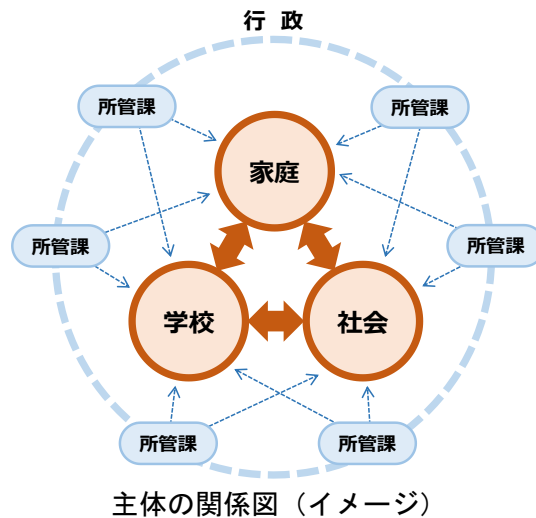 行 政
所管課
所管課
家庭
所管課
所管課
学校
社会
所管課
所管課
主体の関係図（イメージ）